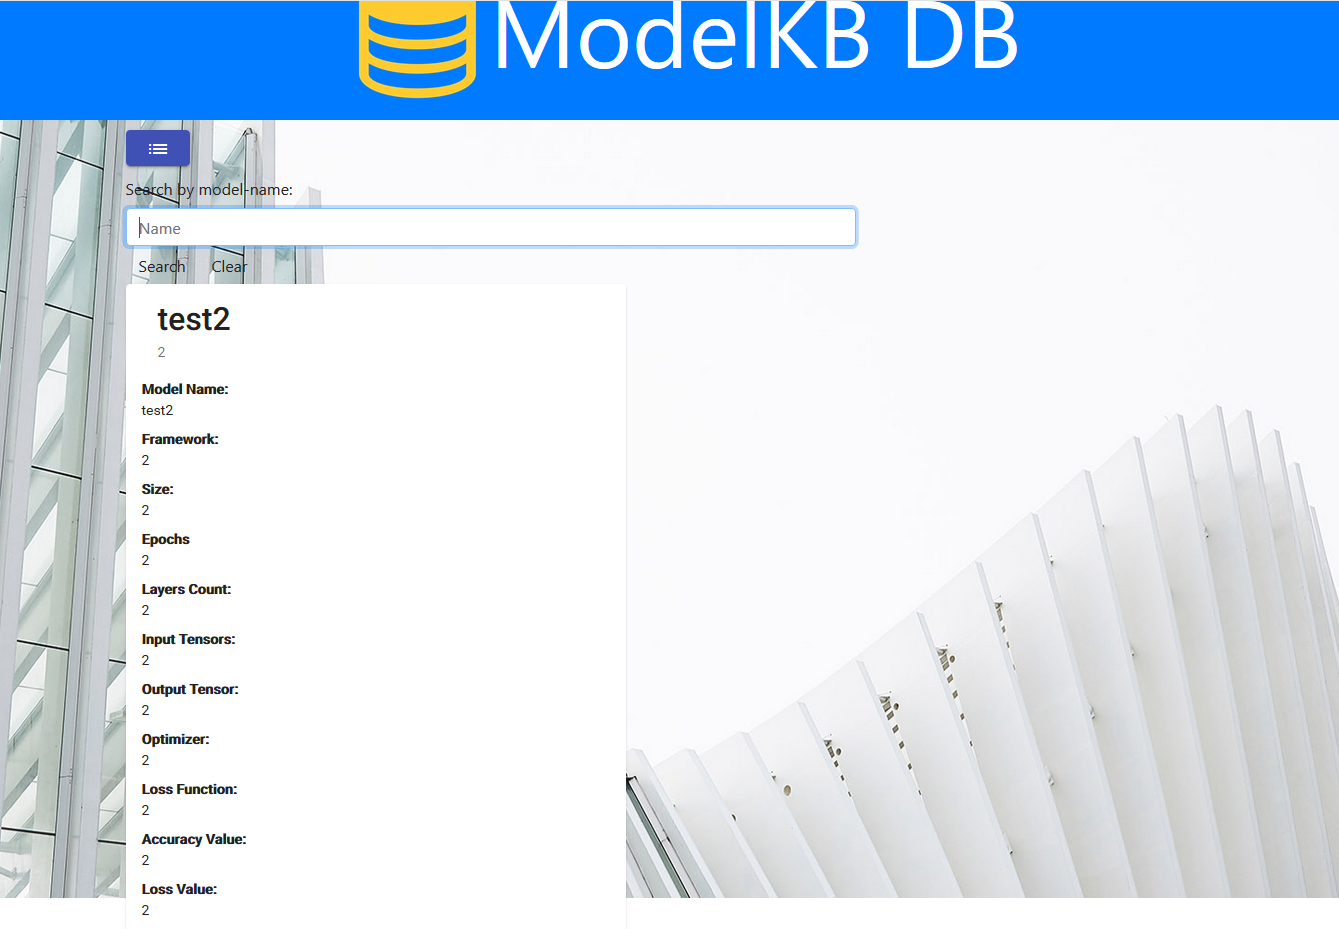 ModelKB DB
Search by model-name:
Name
Search Clear
test2
2
Model Name:
test2
Framework:
2
Size:
2
Epochs
2
Layers Count:
2
Input Tensors:
2
Output Tensor:
2
Optimizer:
2
Loss Function:
2
Accuracy Value:
2
Loss Value:
2